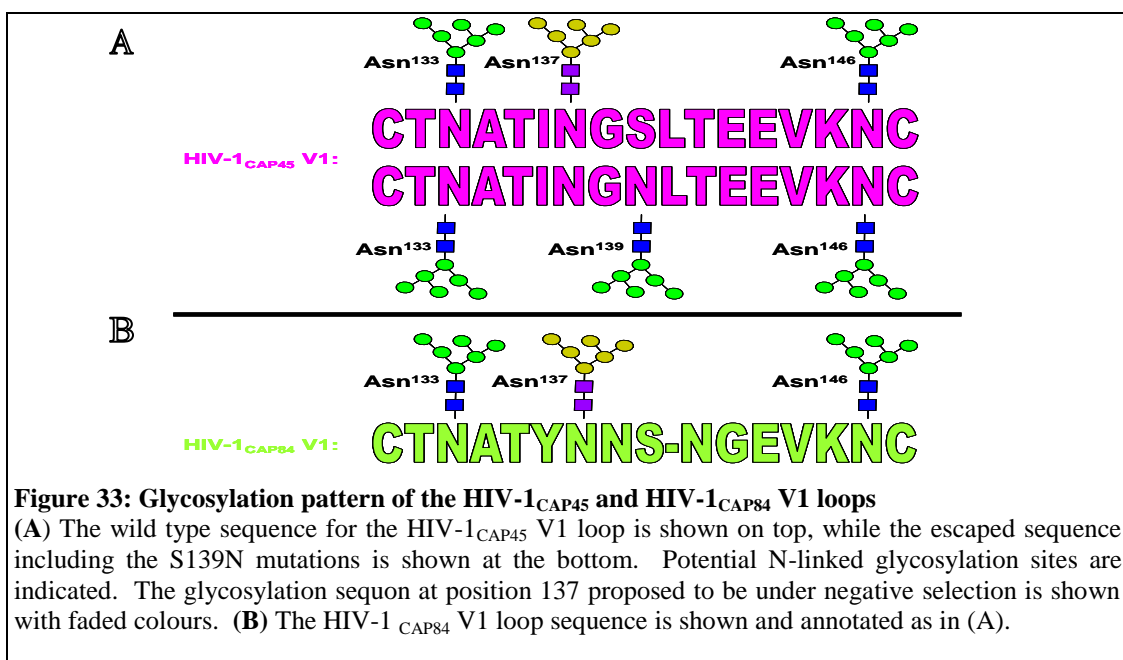 A
Asn133 Asn137 Asn146
CTNATINGSLTEEVKNC
HIV-1CAP45 V1:
CTNATINGNLTEEVKNC
Asn133 Asn139 Asn146
B
Asn133 Asn137 Asn146
HIV-1CAP84 V1: CTNATYNNS-NGEVKNC
Figure 33: Glycosylation pattern of the HIV-1CAP45 and HIV-1CAP84 V1 loops
(A) The wild type sequence for the HIV-1CAP45 V1 loop is shown on top, while the escaped sequence
including the S139N mutations is shown at the bottom. Potential N-linked glycosylation sites are
indicated. The glycosylation sequon at position 137 proposed to be under negative selection is shown
with faded colours. (B) The HIV-1 CAP84 V1 loop sequence is shown and annotated as in (A).